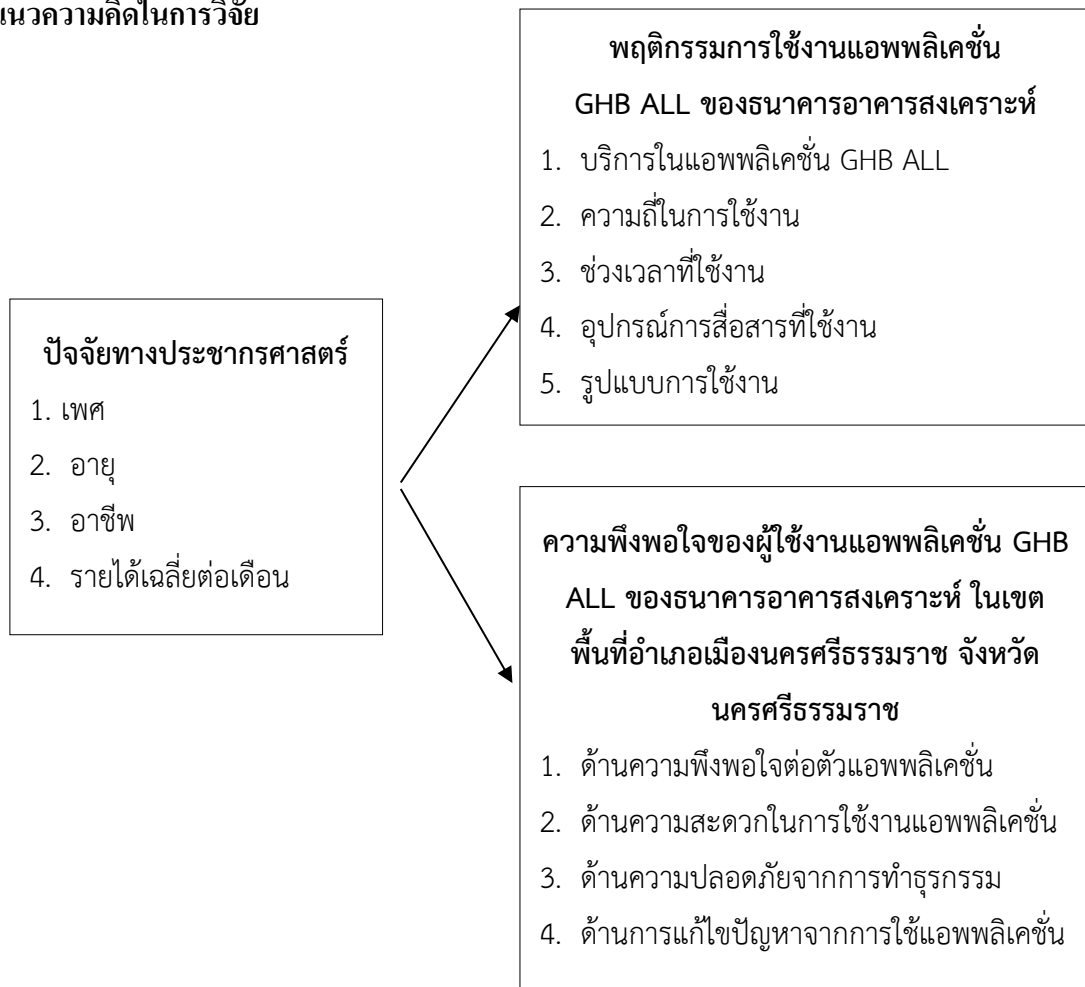 แนวความคิดในการวิจัย
พฤติกรรมการใช้งานแอพพลิเคชั่น
GHB ALL ของธนาคารอาคารสงเคราะห์
1. บริการในแอพพลิเคชั่น GHB ALL
2. ความถี่ในการใช้งาน
3. ช่วงเวลาที่ใช้งาน
4. อุปกรณ์การสื่อสารที่ใช้งาน
5. รูปแบบการใช้งาน
ปัจจัยทางประชากรศาสตร์
1. เพศ
2. อายุ
3. อาชีพ
4. รายได้เฉลี่ยต่อเดือน
ความพึงพอใจของผู้ใช้งานแอพพลิเคชั่น GHB
ALL ของธนาคารอาคารสงเคราะห์ ในเขต
พื้นที่อำเภอเมืองนครศรีธรรมราช จังหวัด
นครศรีธรรมราช
1. ด้านความพึงพอใจต่อตัวแอพพลิเคชั่น
2. ด้านความสะดวกในการใช้งานแอพพลิเคชั่น
3. ด้านความปลอดภัยจากการทำธุรกรรม
4. ด้านการแก้ไขปัญหาจากการใช้แอพพลิเคชั่น